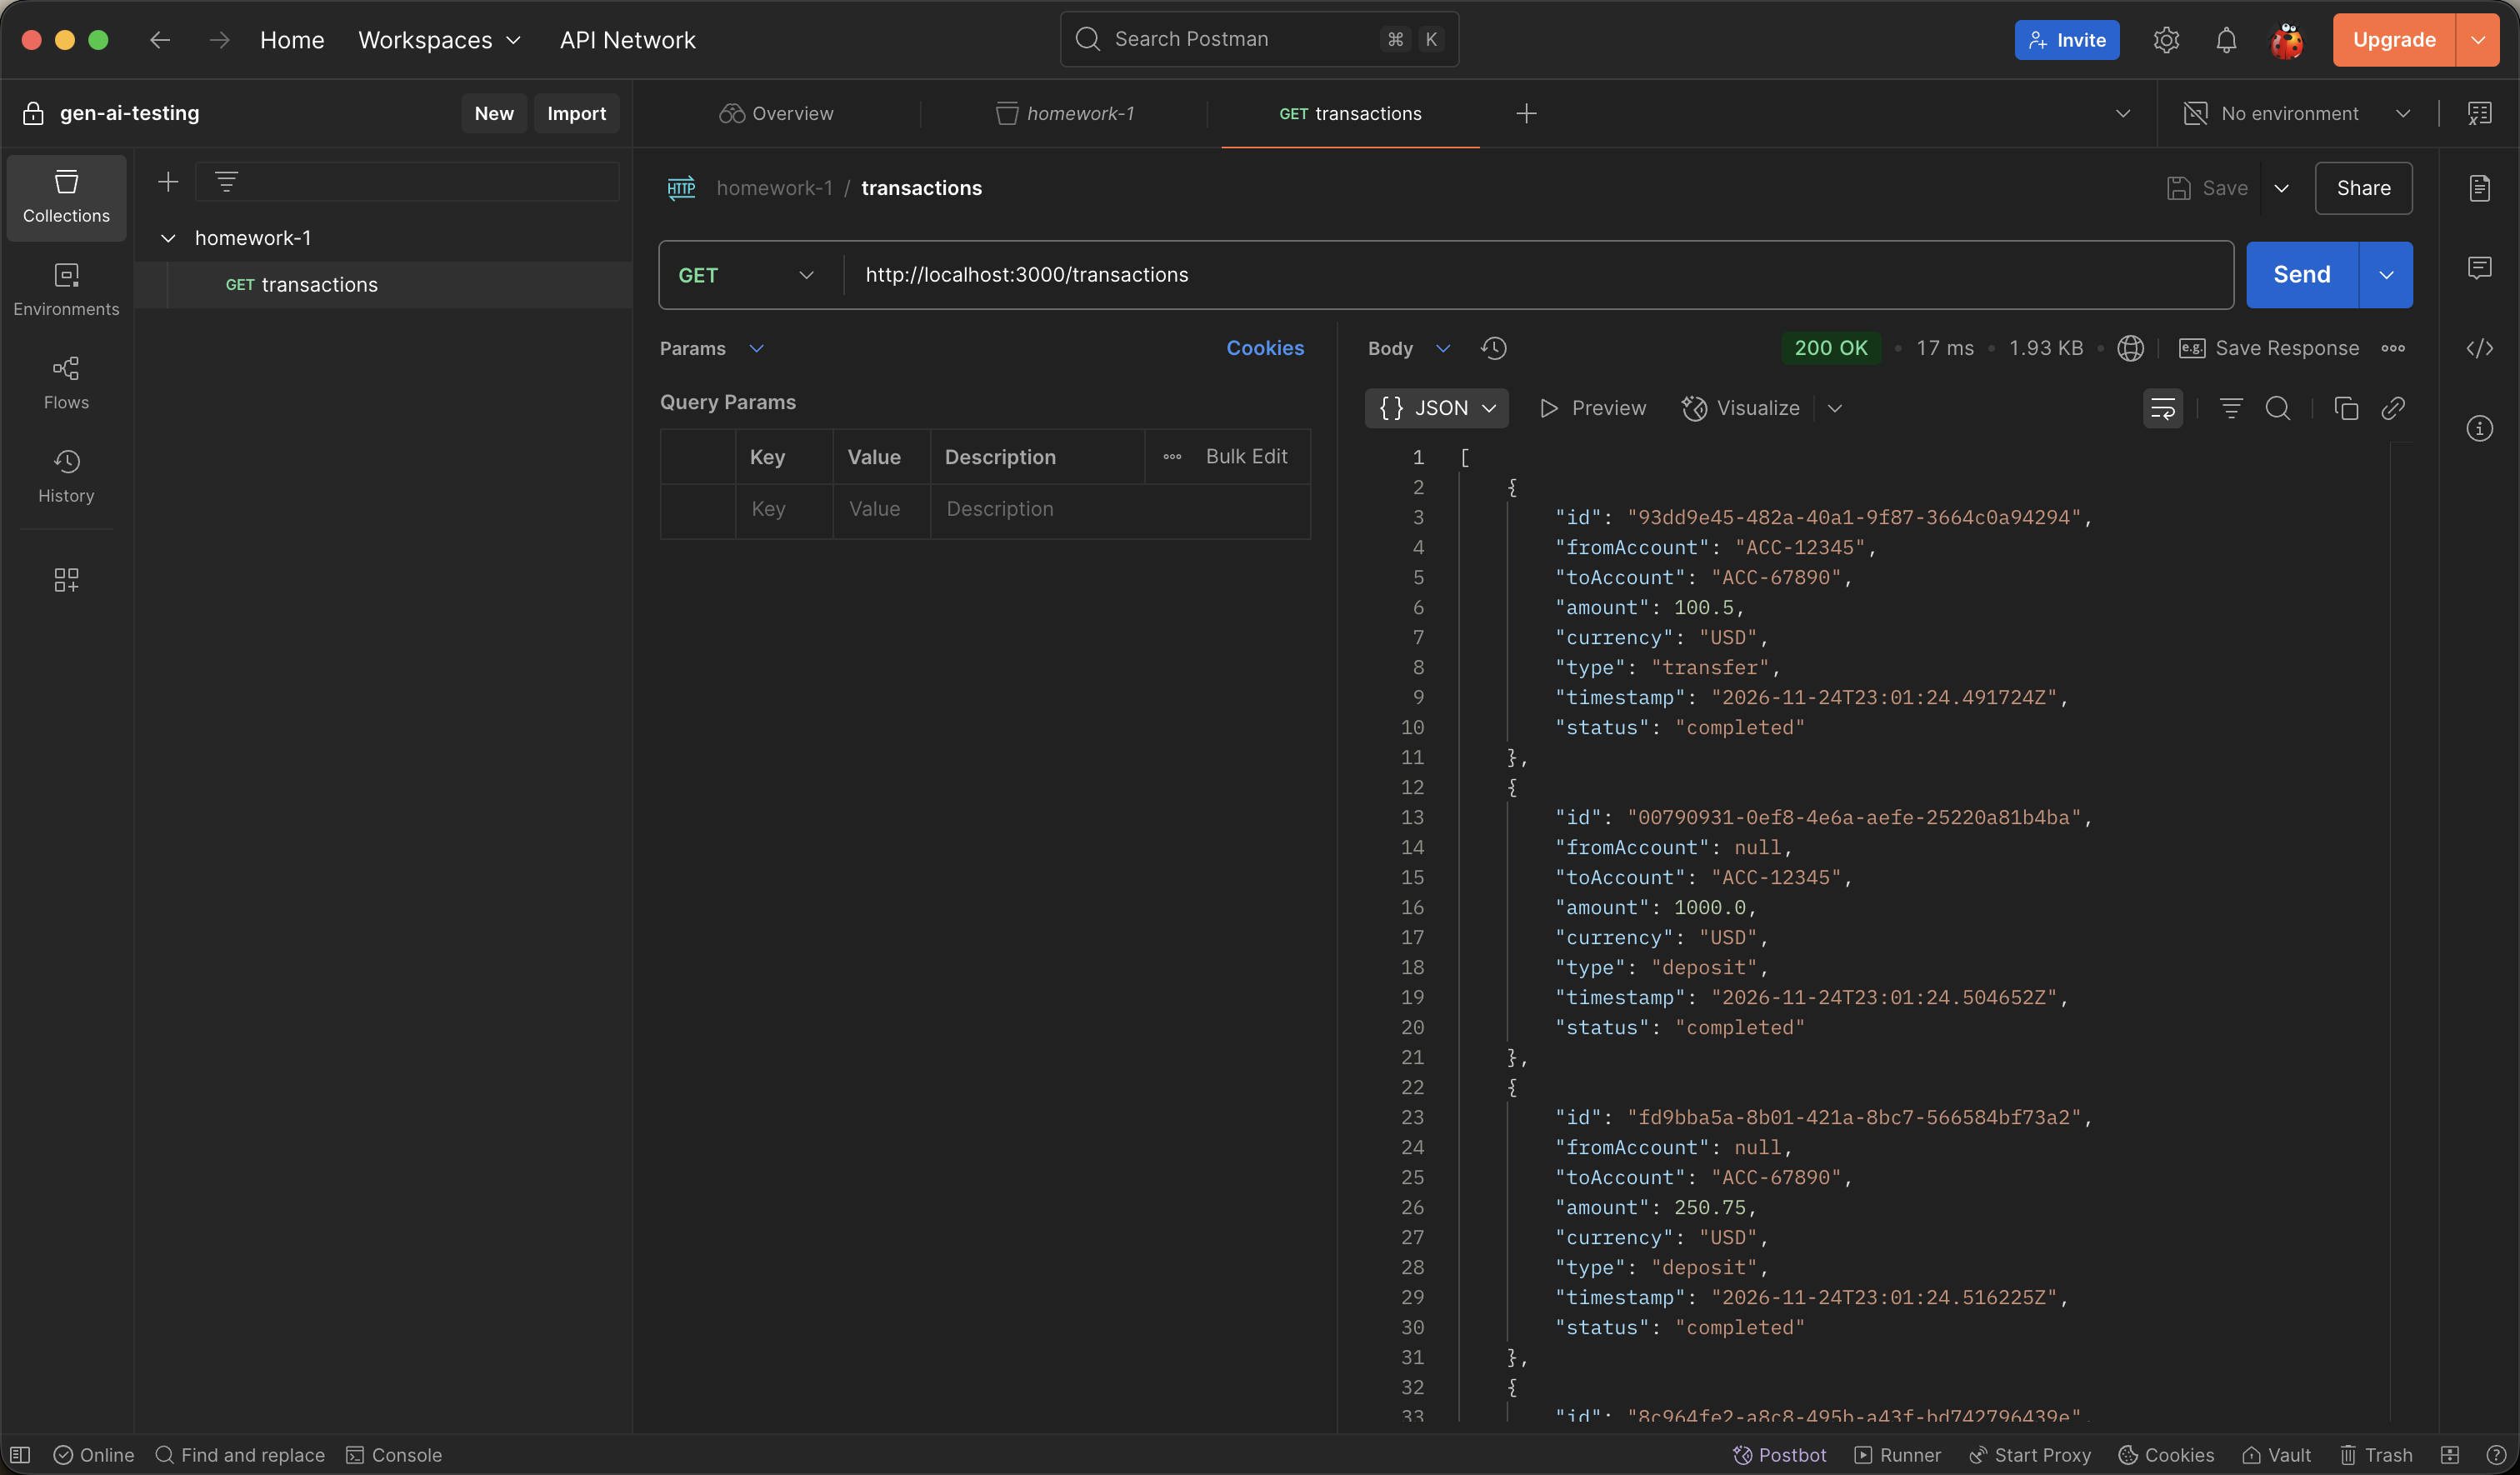 Home
Workspaces
API Network
Search Postman
⌘ K
Invite
Upgrade
gen-ai-testing
New
Import
Overview
homework-1
GET transactions
No environment
Collections
Environments
Flows
History
homework-1
GET transactions
HTTP
homework-1 / transactions
Save
Share
GET
http://localhost:3000/transactions
Send
Params
Cookies
Query Params
Key Value Description Bulk Edit
Key Value Description
Body
200 OK • 17 ms • 1.93 KB •
e.g. Save Response
{} JSON
Preview
Visualize
1 [
2 {
3 "id": "93dd9e45-482a-40a1-9f87-3664c0a94294",
4 "fromAccount": "ACC-12345",
5 "toAccount": "ACC-67890",
6 "amount": 100.5,
7 "currency": "USD",
8 "type": "transfer",
9 "timestamp": "2026-11-24T23:01:24.491724Z",
10 "status": "completed"
11 },
12 {
13 "id": "00790931-0ef8-4e6a-aefe-25220a81b4ba",
14 "fromAccount": null,
15 "toAccount": "ACC-12345",
16 "amount": 1000.0,
17 "currency": "USD",
18 "type": "deposit",
19 "timestamp": "2026-11-24T23:01:24.504652Z",
20 "status": "completed"
21 },
22 {
23 "id": "fd9bba5a-8b01-421a-8bc7-566584bf73a2",
24 "fromAccount": null,
25 "toAccount": "ACC-67890",
26 "amount": 250.75,
27 "currency": "USD",
28 "type": "deposit",
29 "timestamp": "2026-11-24T23:01:24.516225Z",
30 "status": "completed"
31 },
32 {
33 "id": "8c964fe2-a8c8-495b-a43f-bd742796439e",
Online
Find and replace
Console
Postbot
Runner
Start Proxy
Cookies
Vault
Trash